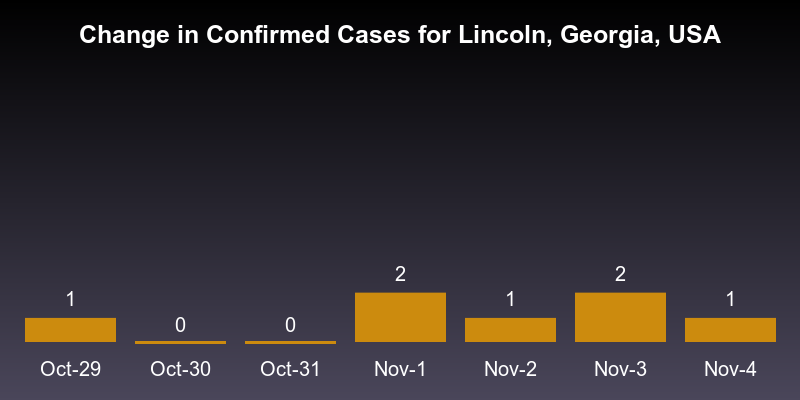 Change in Confirmed Cases for Lincoln, Georgia, USA
1 0 0 2 1 2 1
Oct-29 Oct-30 Oct-31 Nov-1 Nov-2 Nov-3 Nov-4